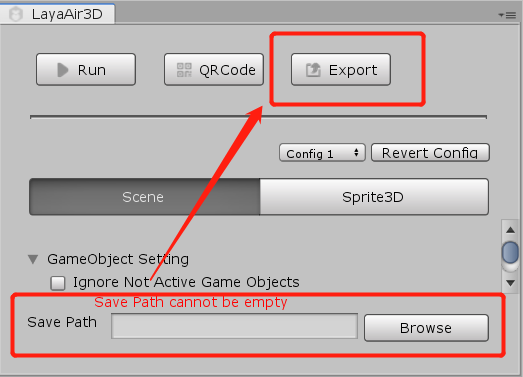 LayaAir3D
Run
QRCode
Export
Config 1
Revert Config
Scene
Sprite3D
GameObject Setting
Ignore Not Active Game Objects
Save Path cannot be empty
Save Path
Browse